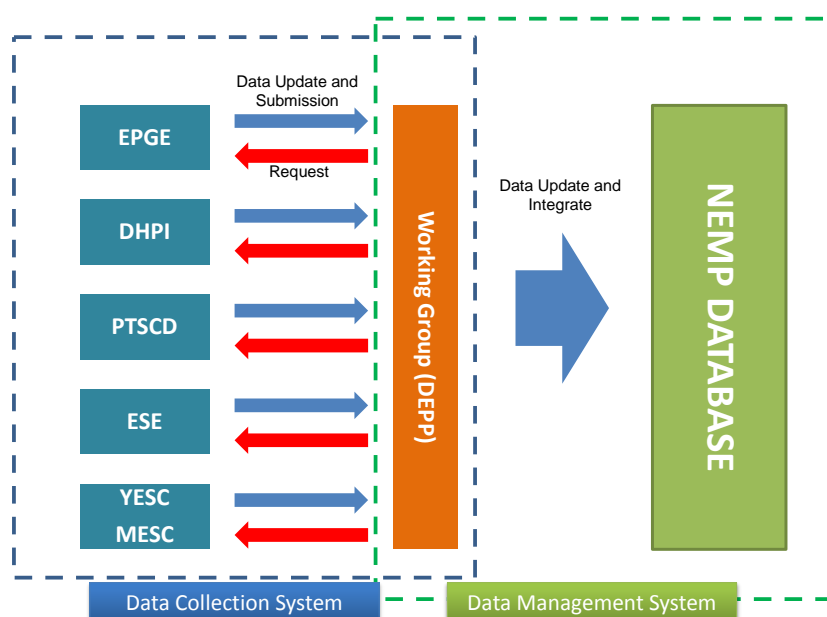 Data Update and
Submission
EPGE
Request
DHPI
PTSCD
ESE
YESC
MESC
Working Group (DEPP)
Data Update and
Integrate
NEMP DATABASE
Data Collection System
Data Management System